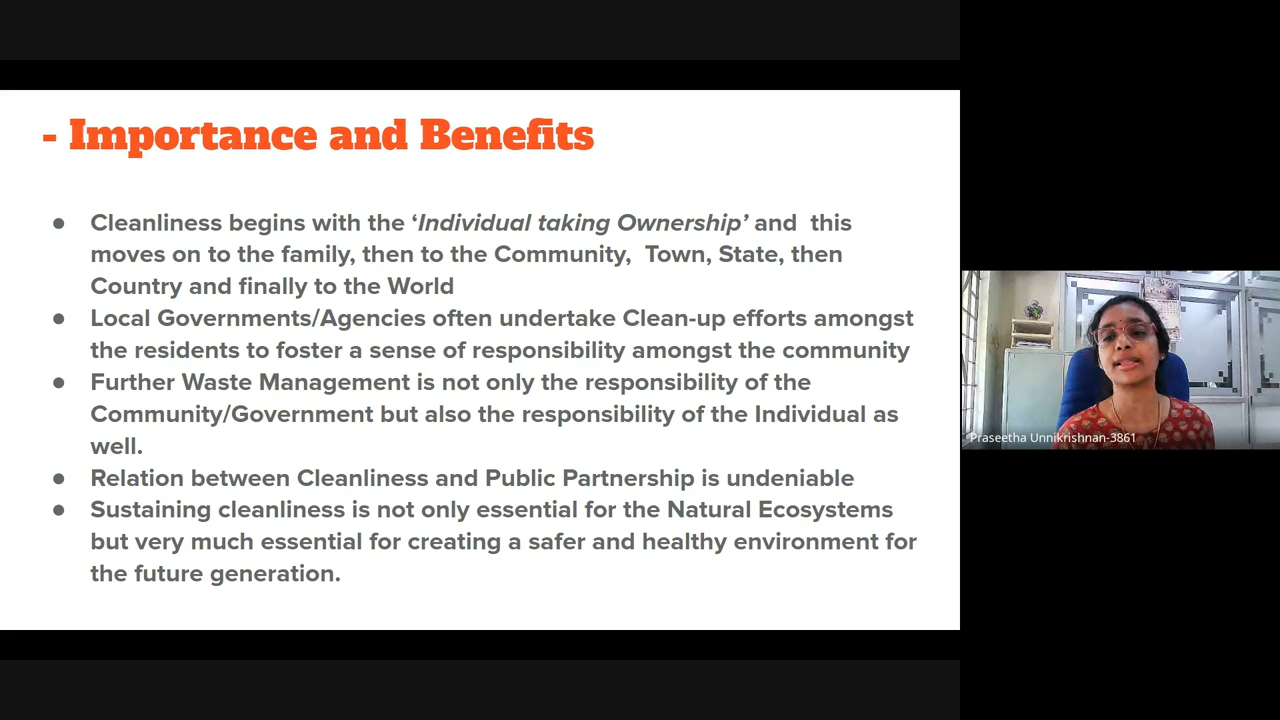 - Importance and Benefits
● Cleanliness begins with the ‘Individual taking Ownership’ and  this
moves on to the family, then to the Community,  Town, State, then
Country and finally to the World
● Local Governments/Agencies often undertake Clean-up efforts amongst
the residents to foster a sense of responsibility amongst the community
● Further Waste Management is not only the responsibility of the
Community/Government but also the responsibility of the Individual as
well.
● Relation between Cleanliness and Public Partnership is undeniable
● Sustaining cleanliness is not only essential for the Natural Ecosystems
but very much essential for creating a safer and healthy environment for
the future generation.
Praseetha Unnikrishnan-3861